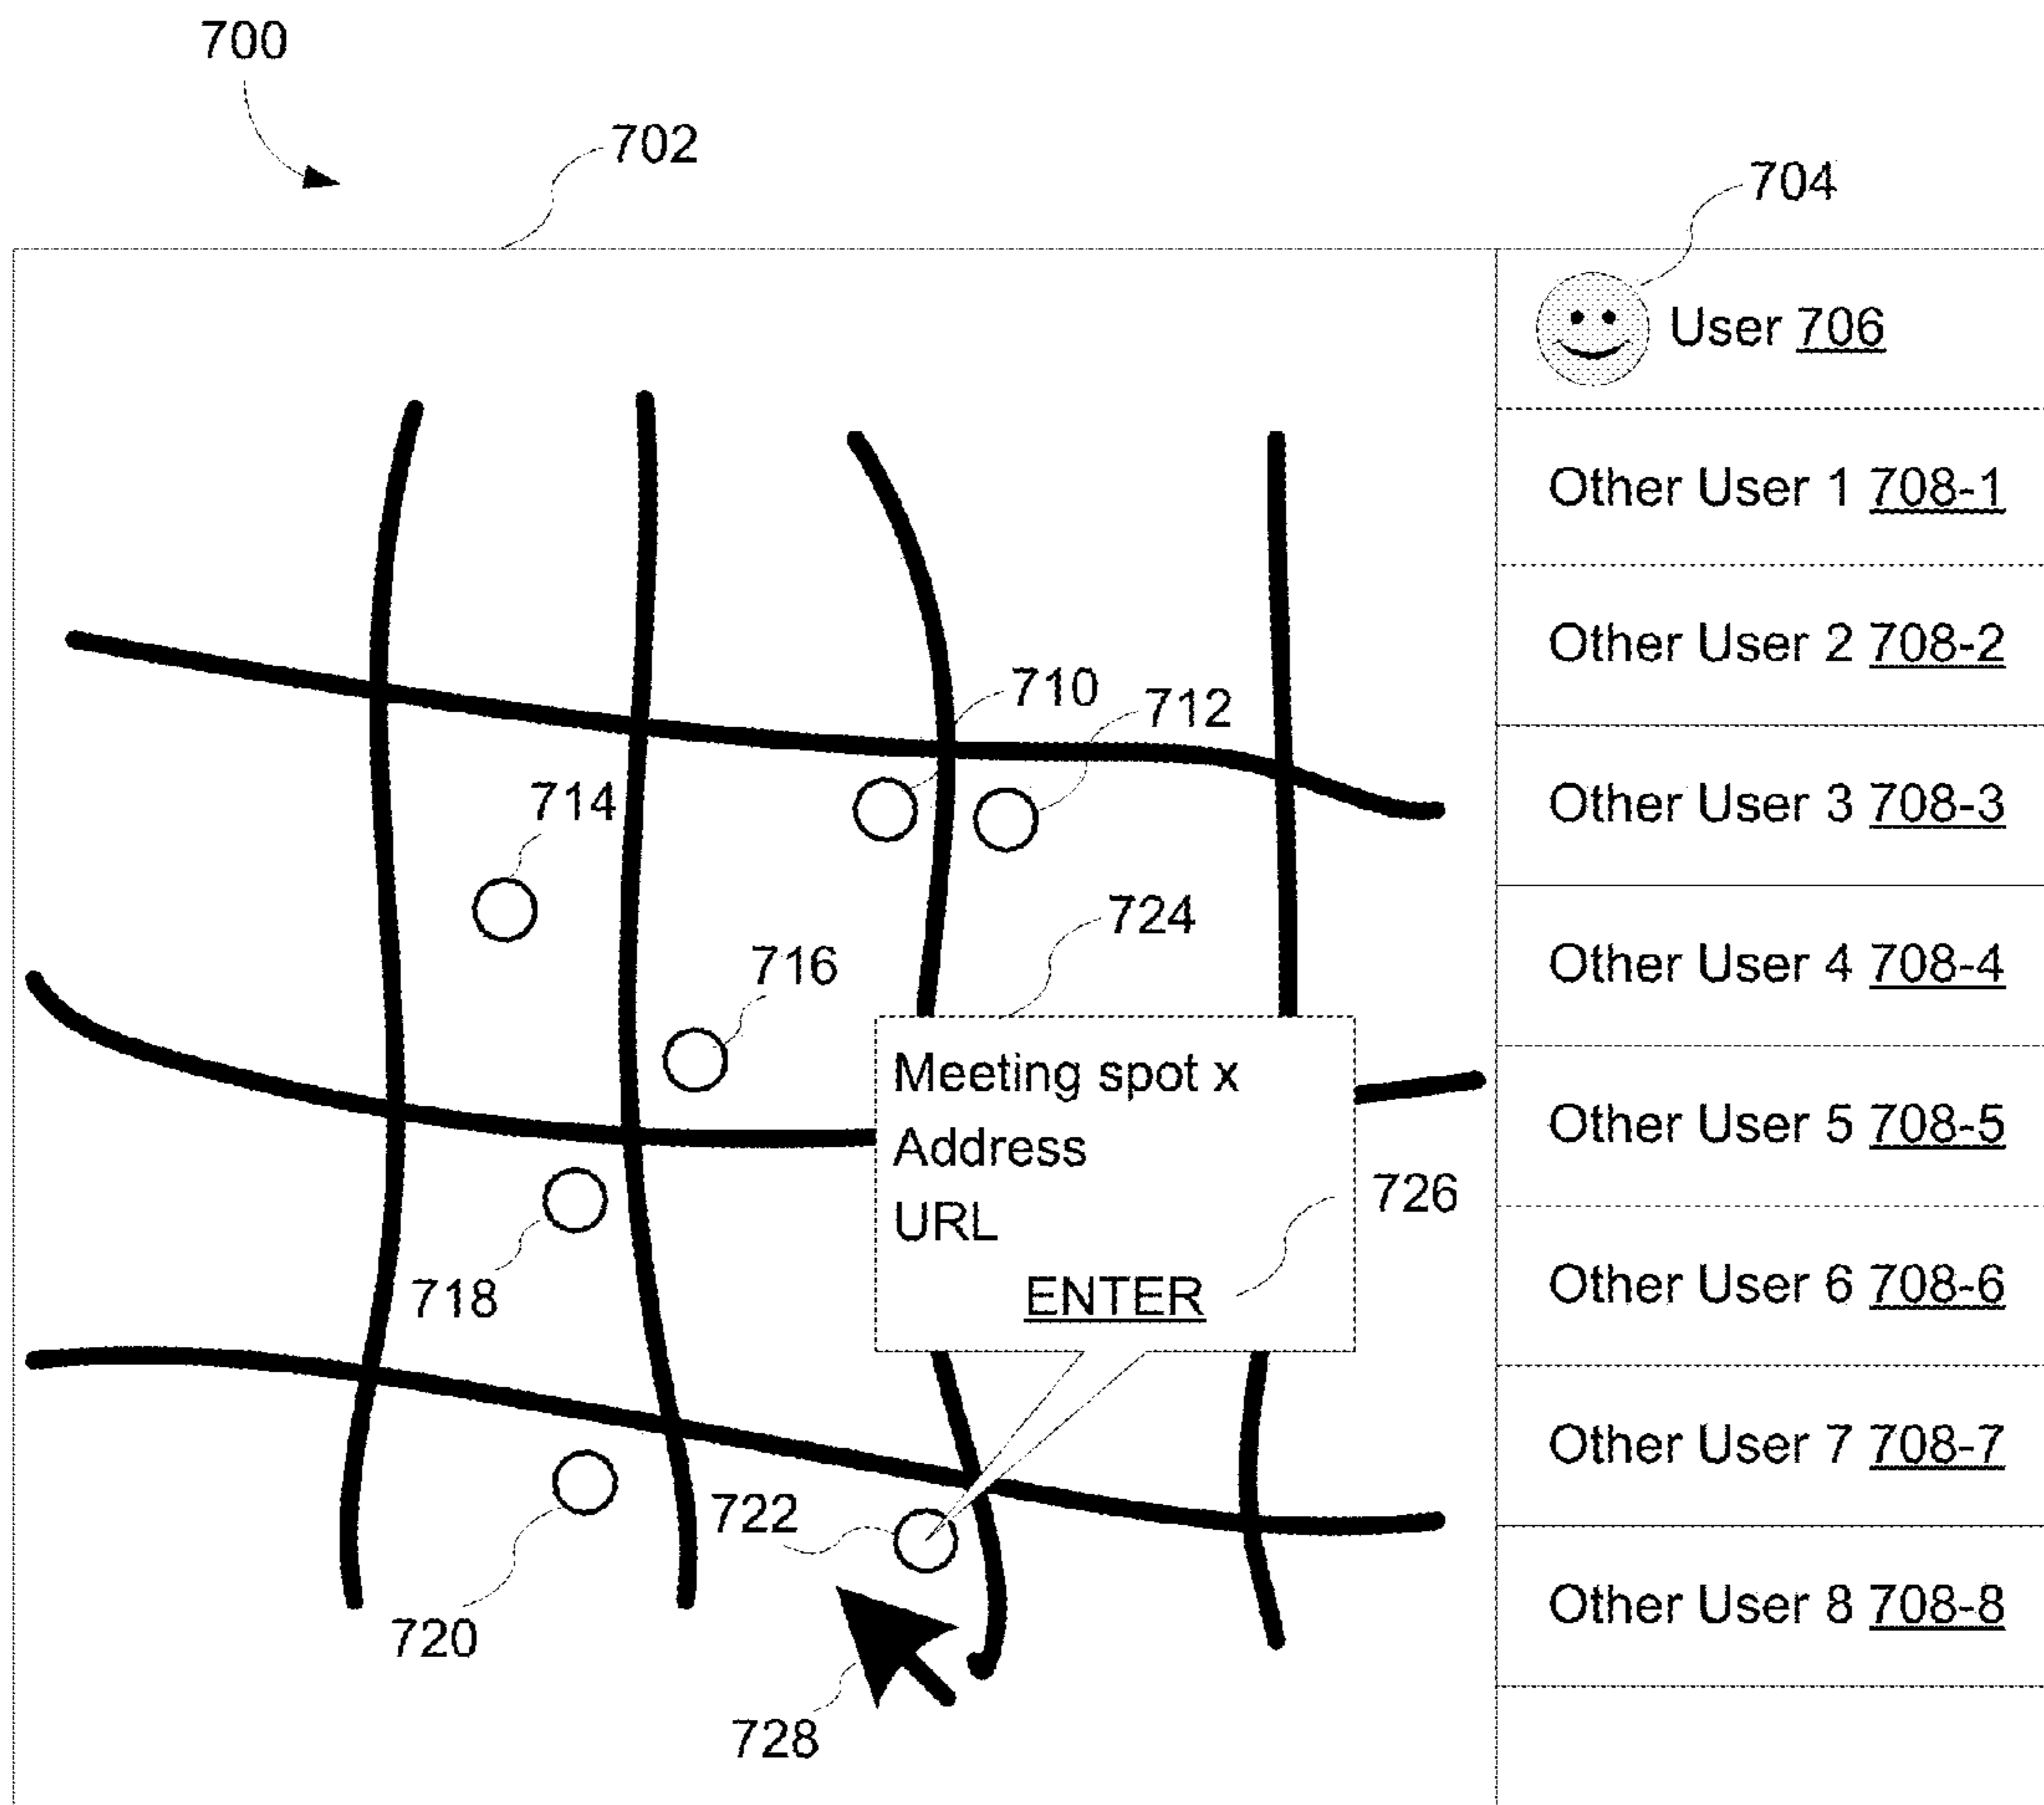 700
702
704
User 706
Other User 1 708-1
Other User 2 708-2
710
712
714
Other User 3 708-3
724
716
Other User 4 708-4
Meeting spot x
Address
URL
ENTER
726
Other User 5 708-5
718
Other User 6 708-6
Other User 7 708-7
722
720
728
Other User 8 708-8